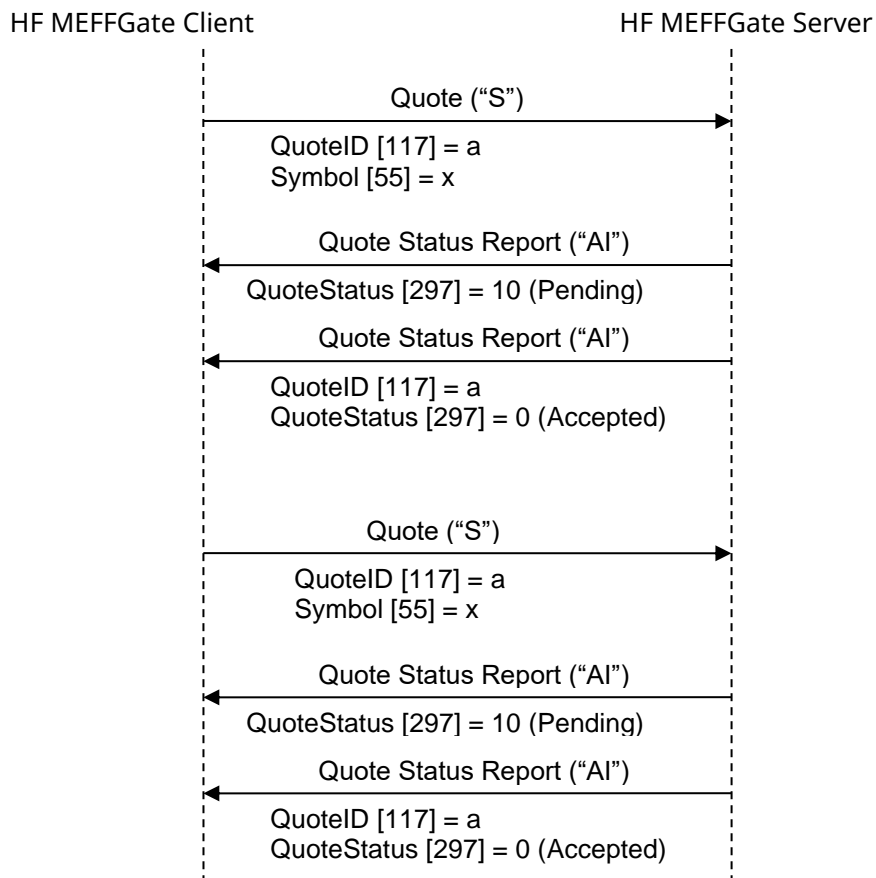 HF MEFFGate Client
HF MEFFGate Server
Quote (“S”)
QuoteID [117] = a
Symbol [55] = x
Quote Status Report (“AI”)
QuoteStatus [297] = 10 (Pending)
Quote Status Report (“AI”)
QuoteID [117] = a
QuoteStatus [297] = 0 (Accepted)
Quote (“S”)
QuoteID [117] = a
Symbol [55] = x
Quote Status Report (“AI”)
QuoteStatus [297] = 10 (Pending)
Quote Status Report (“AI”)
QuoteID [117] = a
QuoteStatus [297] = 0 (Accepted)